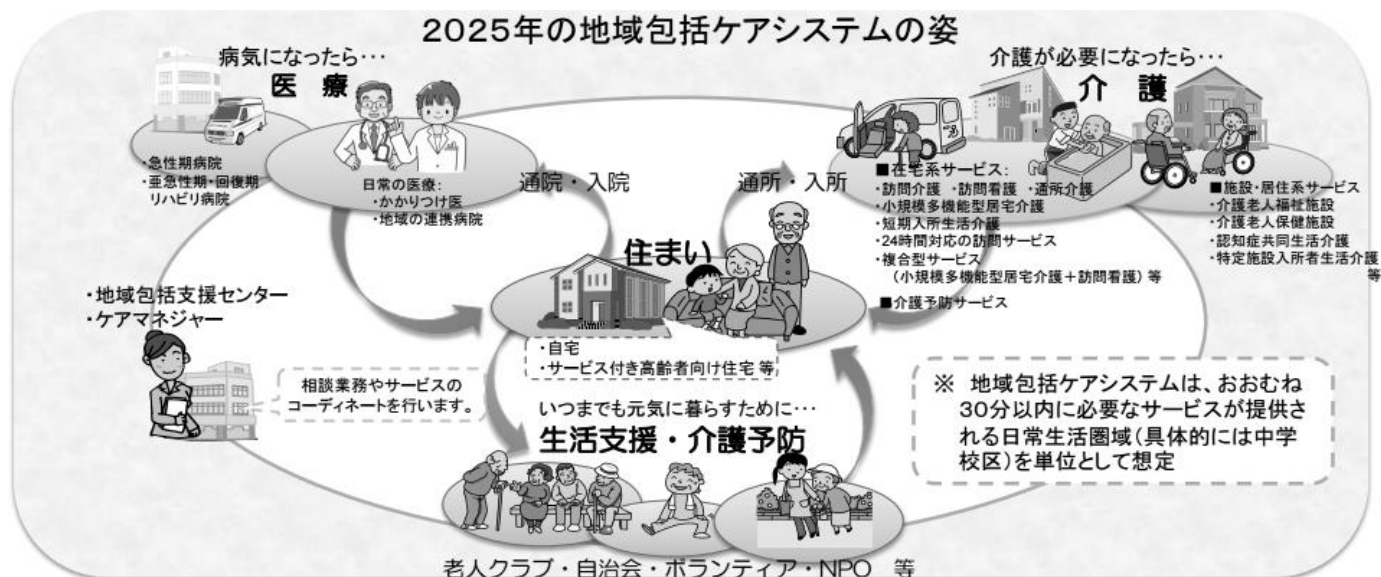 2025年の地域包括ケアシステムの姿
病気になったら･･･
医 療
・急性期病院
・亜急性期・回復期
リハビリ病院
日常の医療：
・かかりつけ医
・地域の連携病院
通院・入院
通所・入所
介護が必要になったら･･･
介 護
■在宅系サービス：
・訪問介護 ・訪問看護 ・通所介護
・小規模多機能型居宅介護
・短期入所生活介護
・24時間対応の訪問サービス
・複合型サービス
（小規模多機能型居宅介護＋訪問看護）等
■介護予防サービス
■施設・居住系サービス
・介護老人福祉施設
・介護老人保健施設
・認知症共同生活介護
・特定施設入所者生活介護
等
住まい
・自宅
・サービス付き高齢者向け住宅 等
・地域包括支援センター
・ケアマネジャー
相談業務やサービスの
コーディネートを行います。
いつまでも元気に暮らすために･･･
生活支援・介護予防
老人クラブ・自治会・ボランティア・NPO 等
※ 地域包括ケアシステムは、おおむね
30分以内に必要なサービスが提供さ
れる日常生活圏域（具体的には中学
校区）を単位として想定